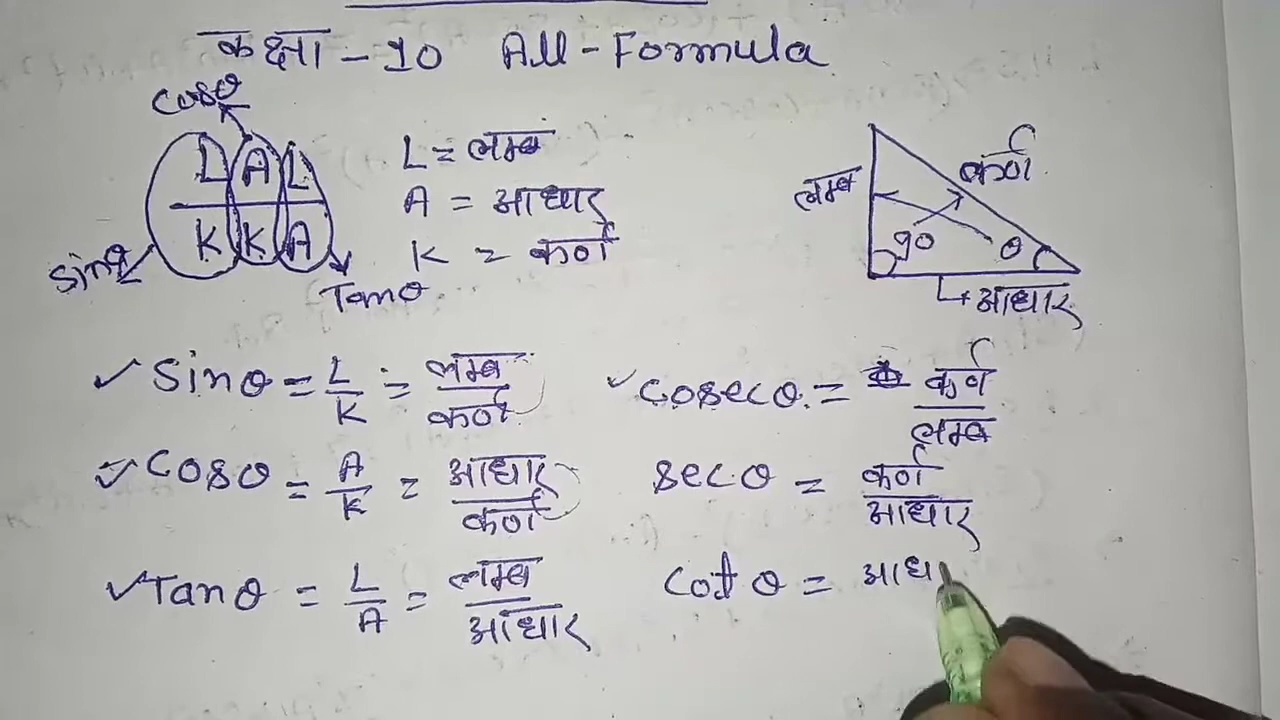 कक्षा - 10 All - Formula
Cosθ
L A L
K K A
Sinθ
Tanθ
L = लम्ब
A = आधार
K = कर्ण
लम्ब
कर्ण
90 θ
आधार
Sinθ = L/K = लम्ब/कर्ण
Cosθ = A/K = आधार/कर्ण
Tanθ = L/A = लम्ब/आधार
Cosecθ = कर्ण/लम्ब
Secθ = कर्ण/आधार
Cotθ = आधा